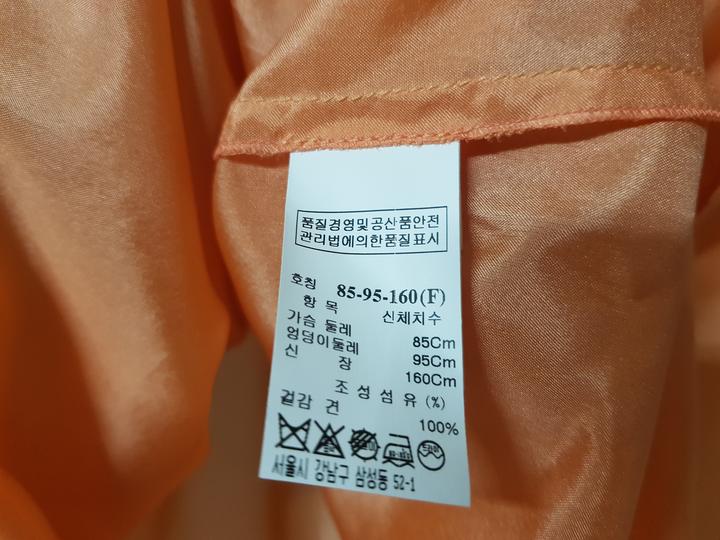 품질경영및공산품안전
관리법에의한품질표시
호칭 85-95-160(F)
항 목 신체치수
가슴 둘레 85Cm
엉덩이둘레 95Cm
신 장 160Cm
조성섬유 (%)
겉감 견 100%
서울시 강남구 삼성동 52-1